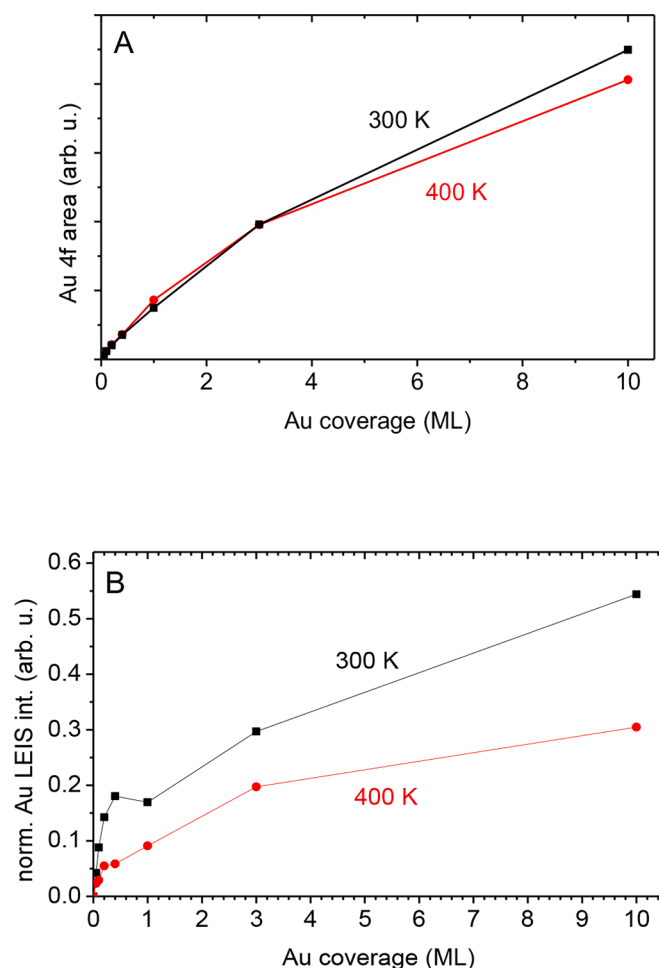 A
Au 4f area (arb. u.)
300 K
400 K
0 2 4 6 8 10
Au coverage (ML)
B
norm. Au LEIS int. (arb. u.)
0.6
0.5
0.4
0.3
0.2
0.1
0.0
300 K
400 K
0 1 2 3 4 5 6 7 8 9 10
Au coverage (ML)